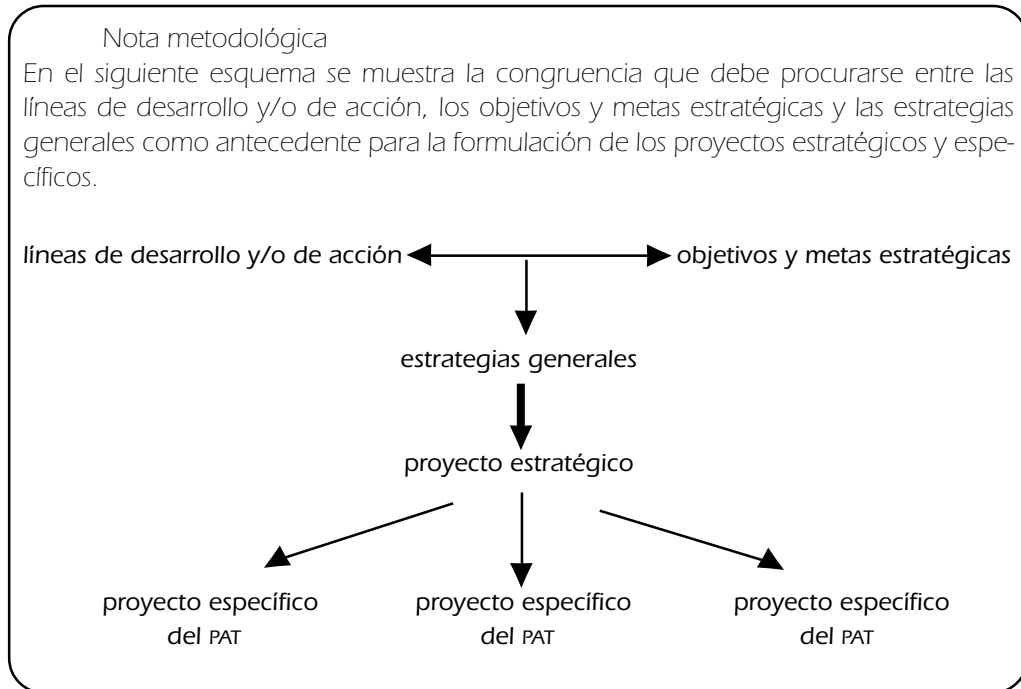 Nota metodológica
En el siguiente esquema se muestra la congruencia que debe procurarse entre las
líneas de desarrollo y/o de acción, los objetivos y metas estratégicas y las estrategias
generales como antecedente para la formulación de los proyectos estratégicos y espe-
cíficos.
líneas de desarrollo y/o de acción objetivos y metas estratégicas
estrategias generales
proyecto estratégico
proyecto específico proyecto específico proyecto específico
del PAT del PAT del PAT